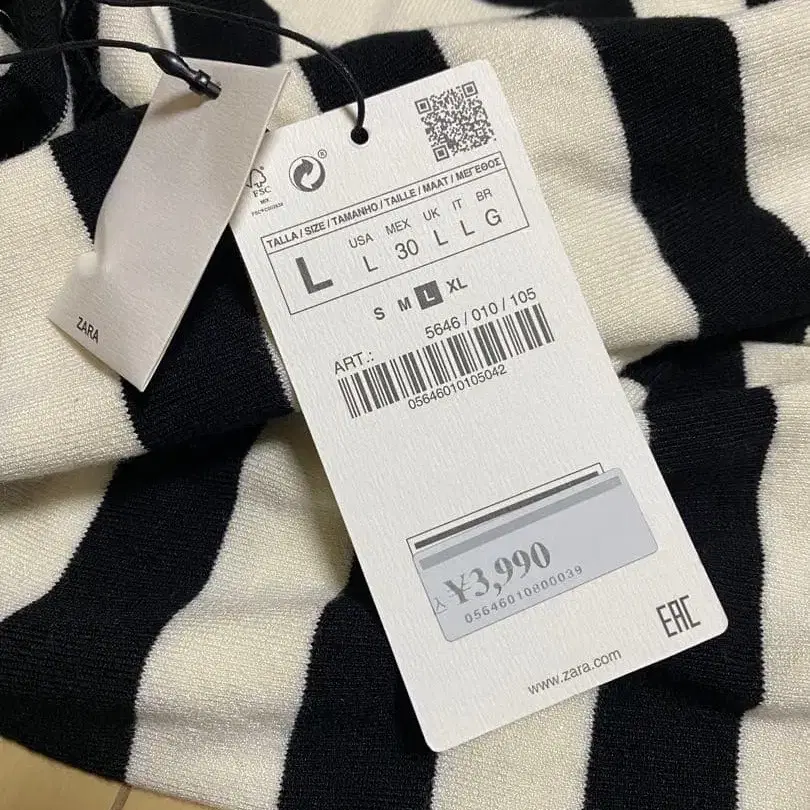 ZARA
FSC
MIX
®
TALLA / SIZE / TAMANHO / TAILLE / MAAT / ΜΕΓΕΘΟΣ
L
USA MEX UK IT BR
L 30 L L G
S M L XL
5646 / 010 / 105
ART.:
05646010105042
¥3,990
05646010800039
EAC
www.zara.com